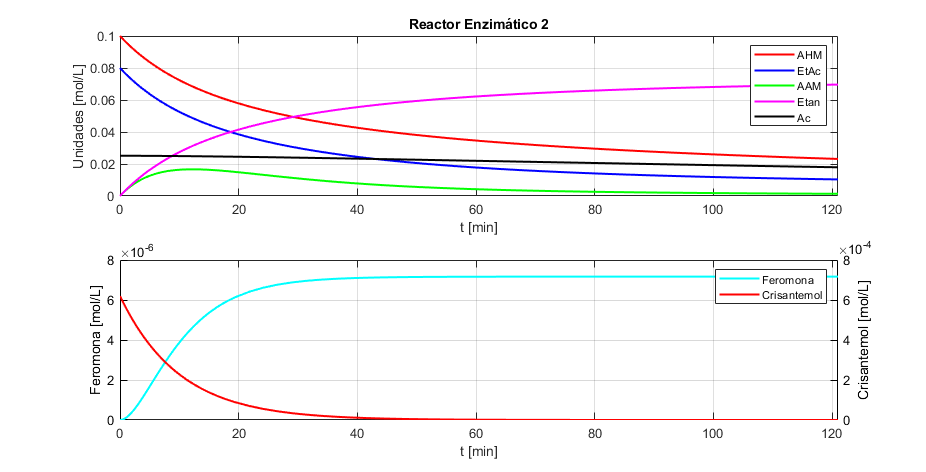 Reactor Enzimático 2
Unidades [mol/L]
0.1
0.08
0.06
0.04
0.02
0
0 20 40 60 80 100 120
t [min]
AHM
EtAc
AAM
Etan
Ac
×10-6
×10-4
Feromona [mol/L]
8
6
4
2
0
Feromona
Crisantemol
8
6
4
2
0
Crisantemol [mol/L]
0 20 40 60 80 100 120
t [min]